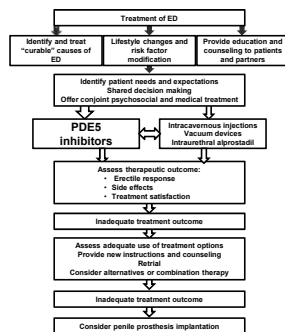 Treatment of ED
Identify and treat
“curable” causes of
ED
Lifestyle changes and
risk factor
modification
Provide education and
counseling to patients
and partners
Identify patient needs and expectations
Shared decision making
Offer conjoint psychosocial and medical treatment
PDE5
inhibitors
Intracavernous injections
Vacuum devices
Intraurethral alprostadil
Assess therapeutic outcome:
• Erectile response
• Side effects
• Treatment satisfaction
Inadequate treatment outcome
Assess adequate use of treatment options
Provide new instructions and counseling
Retrial
Consider alternatives or combination therapy
Inadequate treatment outcome
Consider penile prosthesis implantation